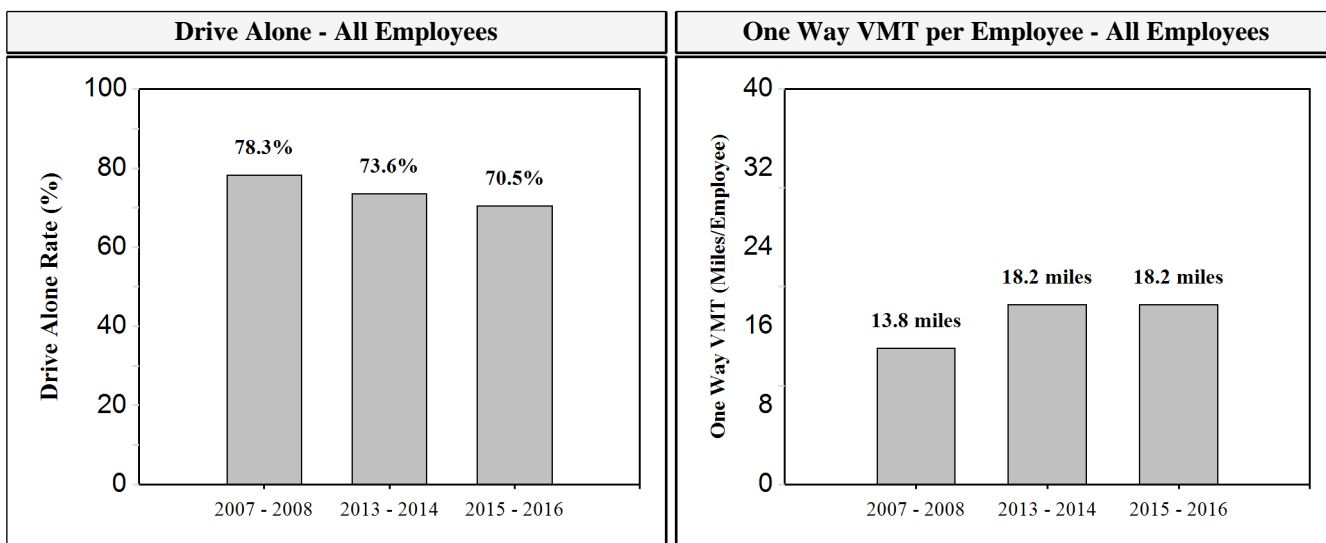 Drive Alone - All Employees
100
80
60
40
20
0
Drive Alone Rate (%)
78.3%
73.6%
70.5%
2007 - 2008
2013 - 2014
2015 - 2016
One Way VMT per Employee - All Employees
40
32
24
16
8
0
One Way VMT (Miles/Employee)
13.8 miles
18.2 miles
18.2 miles
2007 - 2008
2013 - 2014
2015 - 2016